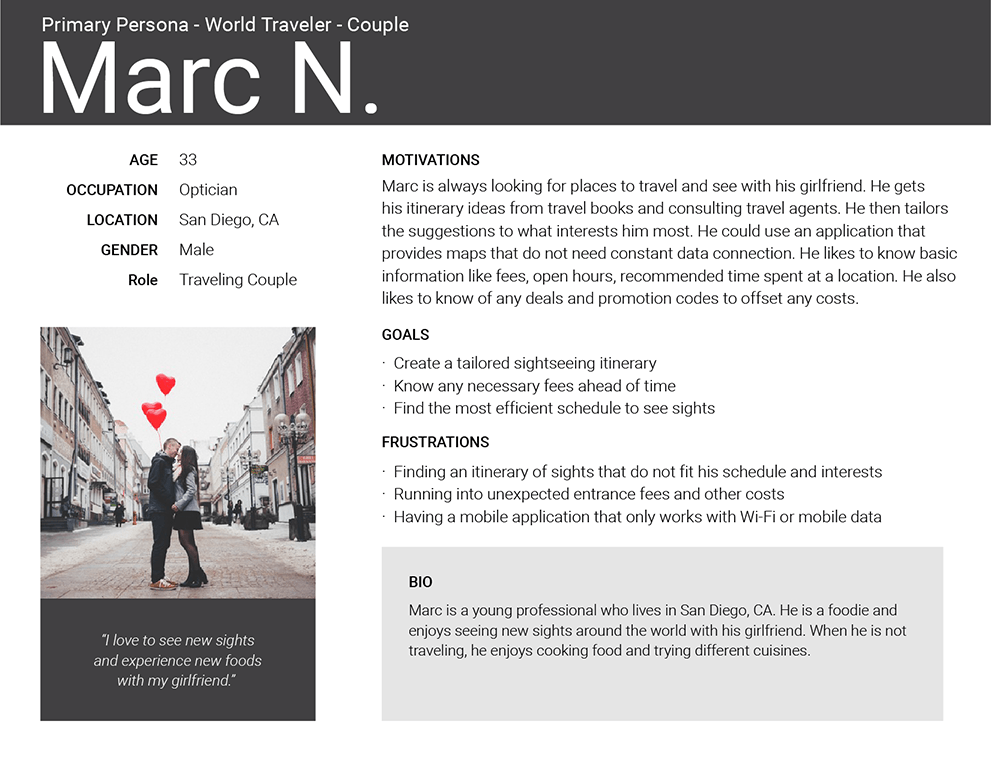 Primary Persona - World Traveler - Couple
Marc N.
AGE 33
OCCUPATION Optician
LOCATION San Diego, CA
GENDER Male
Role Traveling Couple
"I love to see new sights
and experience new foods
with my girlfriend."
MOTIVATIONS
Marc is always looking for places to travel and see with his girlfriend. He gets
his itinerary ideas from travel books and consulting travel agents. He then tailors
the suggestions to what interests him most. He could use an application that
provides maps that do not need constant data connection. He likes to know basic
information like fees, open hours, recommended time spent at a location. He also
likes to know of any deals and promotion codes to offset any costs.
GOALS
· Create a tailored sightseeing itinerary
· Know any necessary fees ahead of time
· Find the most efficient schedule to see sights
FRUSTRATIONS
· Finding an itinerary of sights that do not fit his schedule and interests
· Running into unexpected entrance fees and other costs
· Having a mobile application that only works with Wi-Fi or mobile data
BIO
Marc is a young professional who lives in San Diego, CA. He is a foodie and
enjoys seeing new sights around the world with his girlfriend. When he is not
traveling, he enjoys cooking food and trying different cuisines.